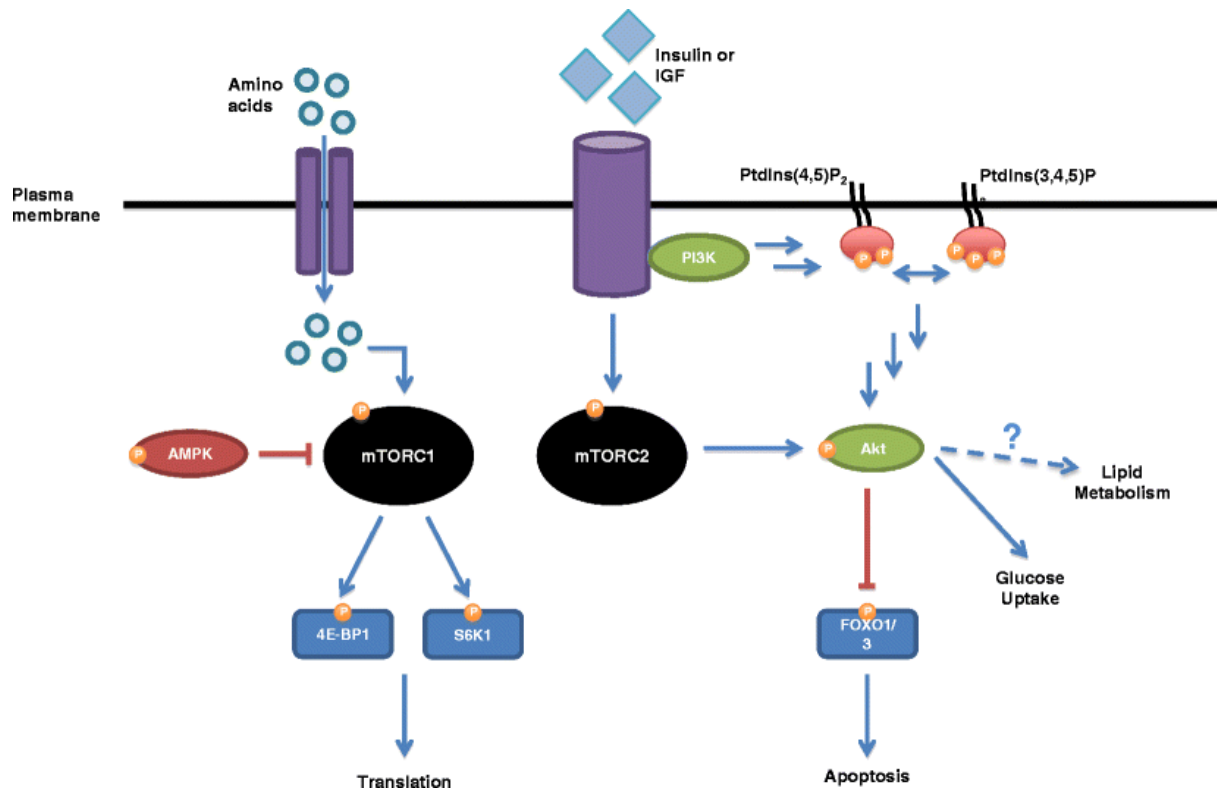 Insulin or
IGF
Amino
acids
PtdIns(4,5)P2
PtdIns(3,4,5)P
Plasma
membrane
PI3K
P
P
P
P
P
P
P
P
AMPK
mTORC1
mTORC2
P
Akt
?
Lipid
Metabolism
Glucose
Uptake
P
4E-BP1
P
S6K1
P
FOXO1/
3
Translation
Apoptosis